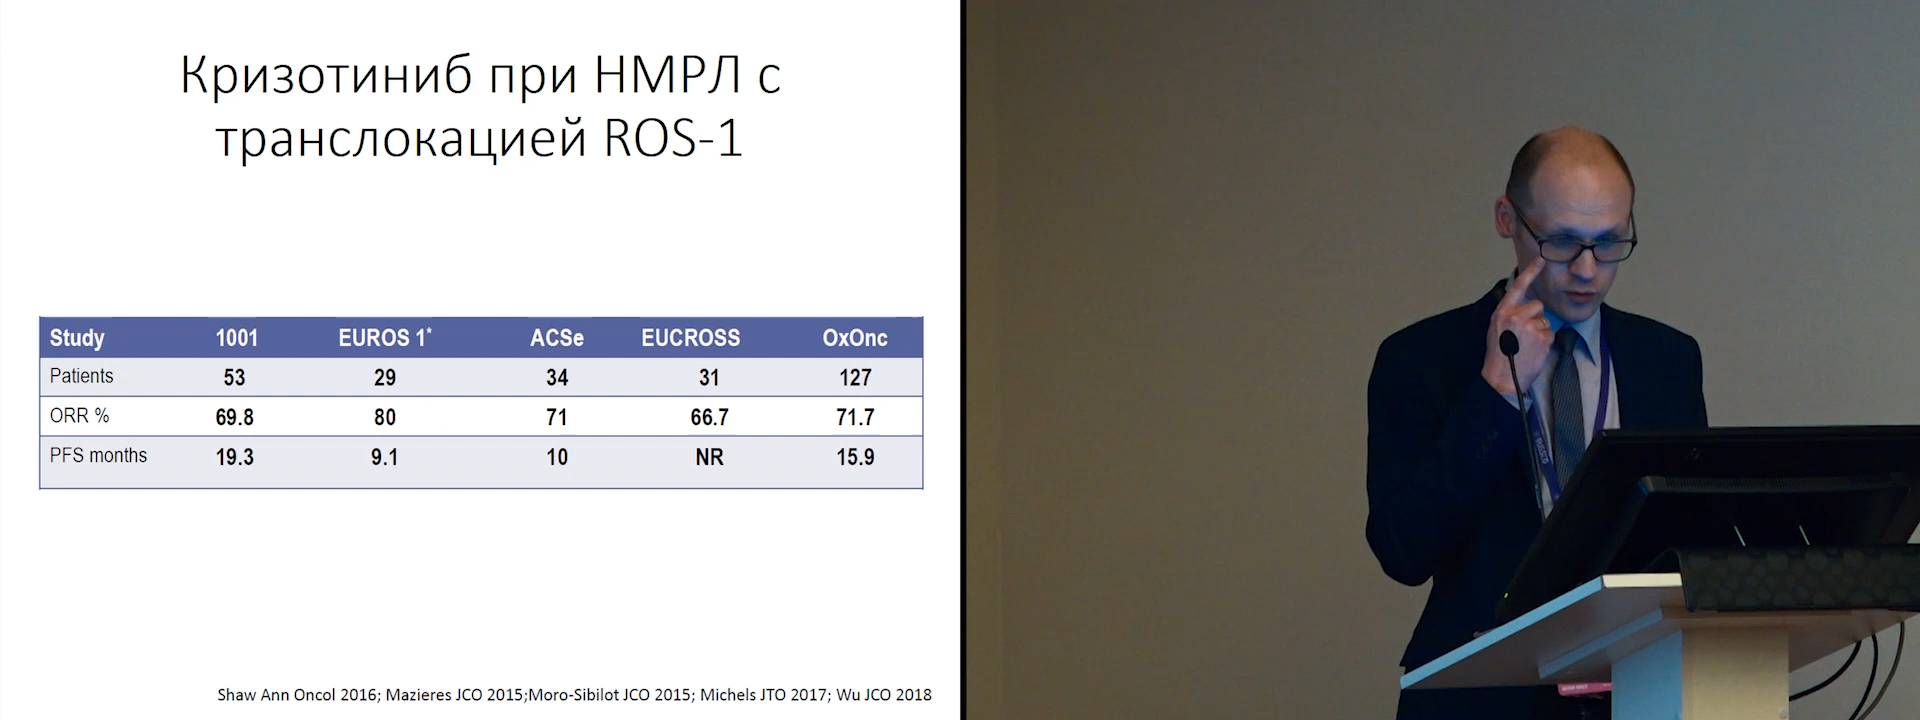 Кризотиниб при НМРЛ с
транслокацией ROS-1
Study 1001 EUROS 1* ACSe EUCROSS OxOnc
Patients 53 29 34 31 127
ORR % 69.8 80 71 66.7 71.7
PFS months 19.3 9.1 10 NR 15.9
Shaw Ann Oncol 2016; Mazieres JCO 2015;Moro-Sibilot JCO 2015; Michels JTO 2017; Wu JCO 2018